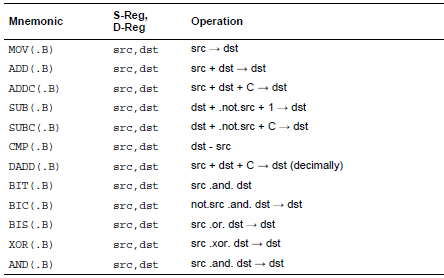 Mnemonic S-Reg, D-Reg Operation
MOV(.B) src,dst src → dst
ADD(.B) src,dst src + dst → dst
ADDC(.B) src,dst src + dst + C → dst
SUB(.B) src,dst dst + .not.src + 1 → dst
SUBC(.B) src,dst dst + .not.src + C → dst
CMP(.B) src,dst dst - src
DADD(.B) src,dst src + dst + C → dst (decimally)
BIT(.B) src,dst src .and. dst
BIC(.B) src,dst not.src .and. dst → dst
BIS(.B) src,dst src .or. dst → dst
XOR(.B) src,dst src .xor. dst → dst
AND(.B) src,dst src .and. dst → dst